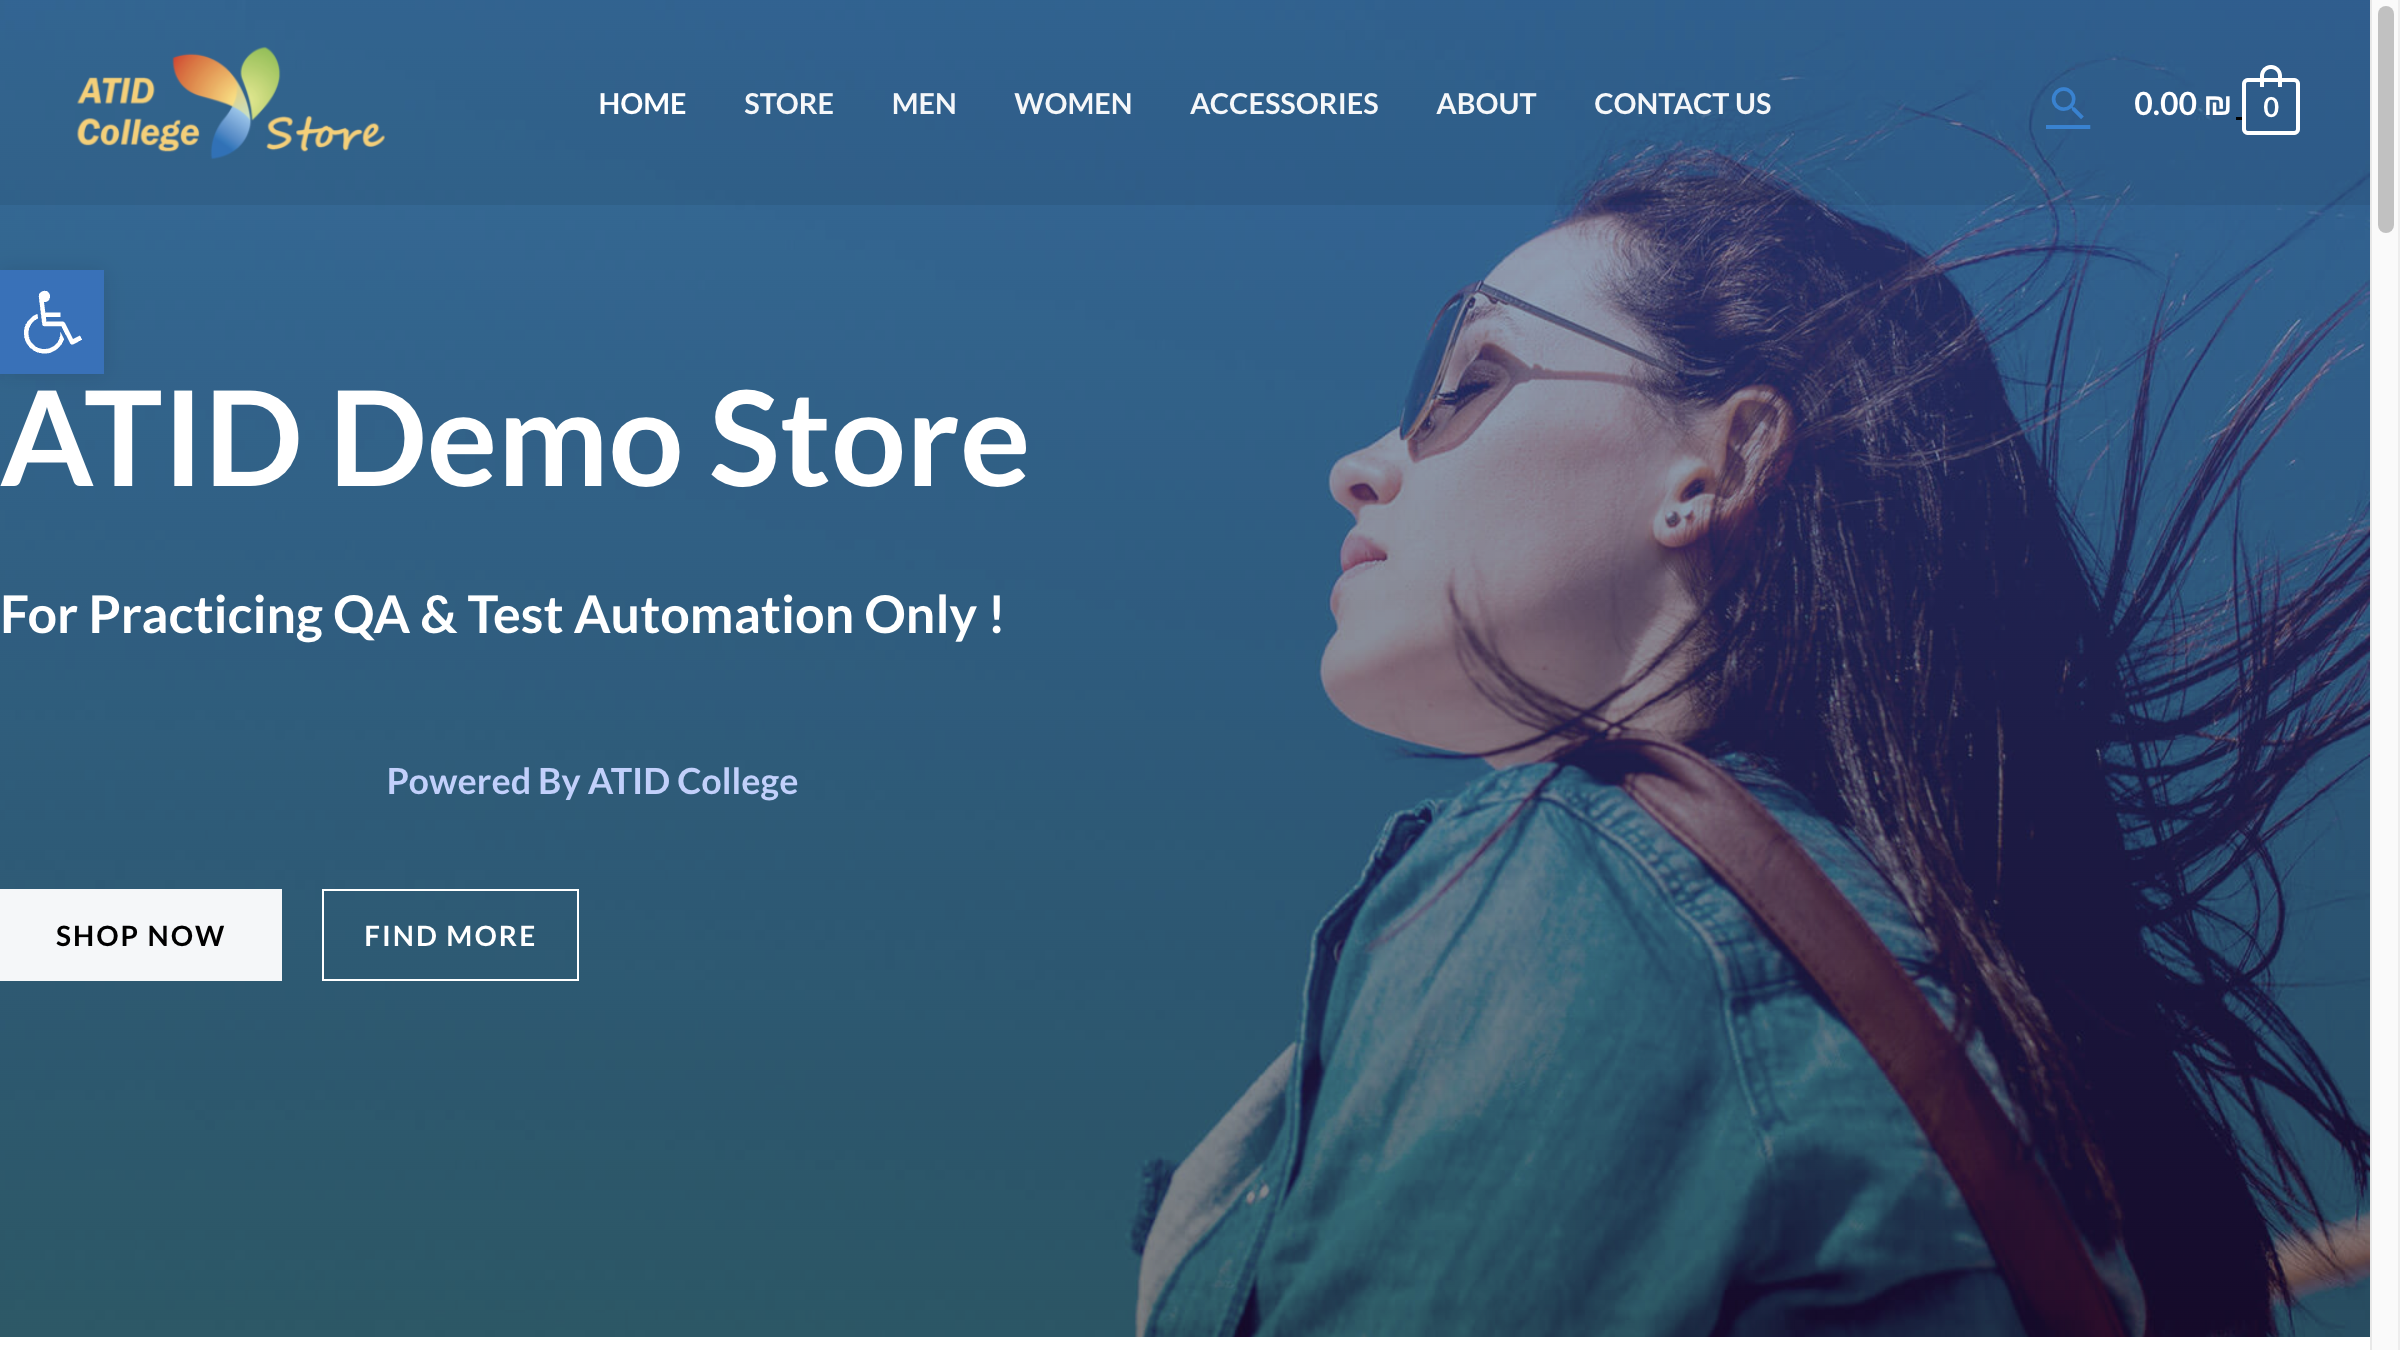 ATID
College
Store
HOME STORE MEN WOMEN ACCESSORIES ABOUT CONTACT US
0.00 ₪ 0
ATID Demo Store
For Practicing QA & Test Automation Only !
Powered By ATID College
SHOP NOW FIND MORE